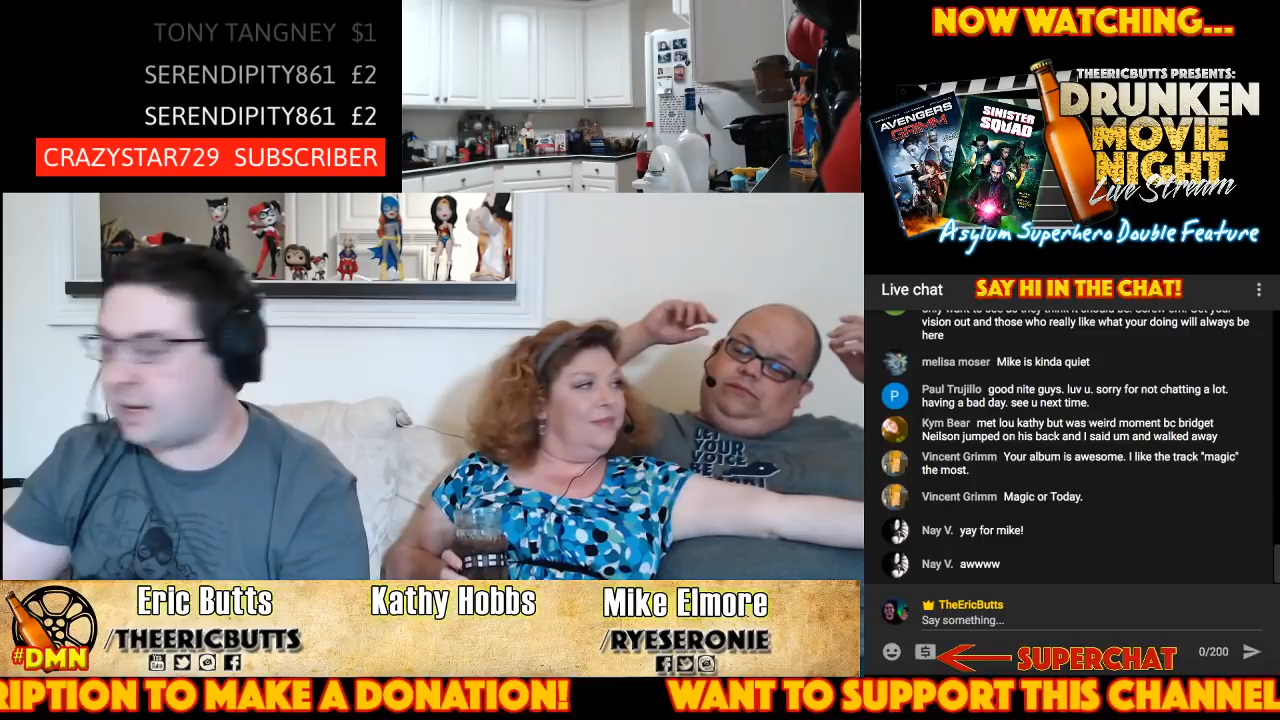 TONY TANGNEY $1
SERENDIPITY861 £2
SERENDIPITY861 £2
CRAZYSTAR729 SUBSCRIBER
NOW WATCHING...
THEERICBUTTS PRESENTS:
DRUNKEN
MOVIE
NIGHT
Live Stream
AVENGERS
GRIMM
SINISTER
SQUAD
Asylum Superhero Double Feature
Live chat
SAY HI IN THE CHAT!
vision out and those who really like what your doing will always be
here
melisa moser Mike is kinda quiet
Paul Trujillo good nite guys. luv u. sorry for not chatting a lot.
having a bad day. see u next time.
Kym Bear met lou kathy but was weird moment bc bridget
Neilson jumped on his back and I said um and walked away
Vincent Grimm Your album is awesome. I like the track "magic"
the most.
Vincent Grimm Magic or Today.
Nay V. yay for mike!
Nay V. awwww
TheEricButts
Say something...
SUPERCHAT
0/200
LET
YOUR
VOICE
BE
Eric Butts
/THEERICBUTTS
Kathy Hobbs
Mike Elmore
/RYESERONIE
#DMN
RIPTION TO MAKE A DONATION!
WANT TO SUPPORT THIS CHANNEL